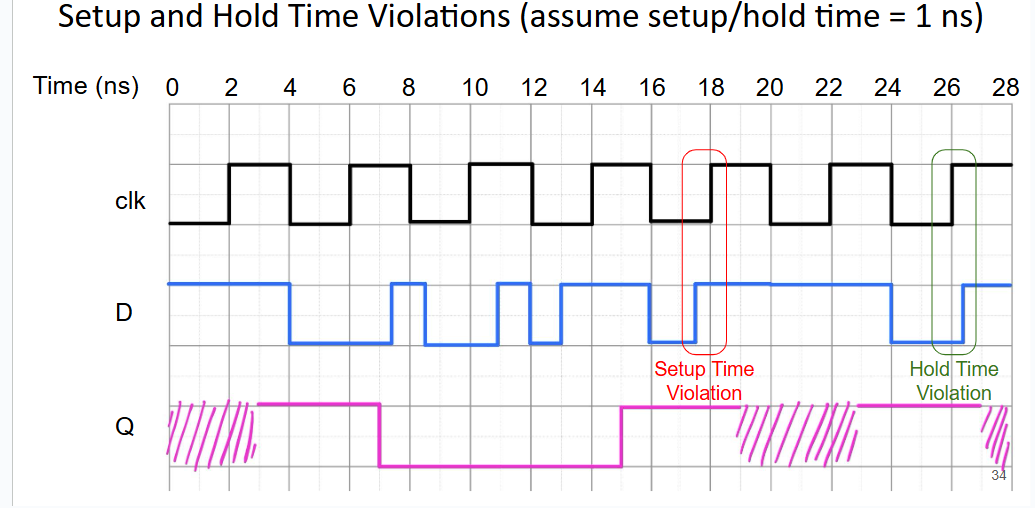 Setup and Hold Time Violations (assume setup/hold time = 1 ns)
Time (ns) 0 2 4 6 8 10 12 14 16 18 20 22 24 26 28
clk
D
Setup Time
Violation
Hold Time
Violation
Q
34